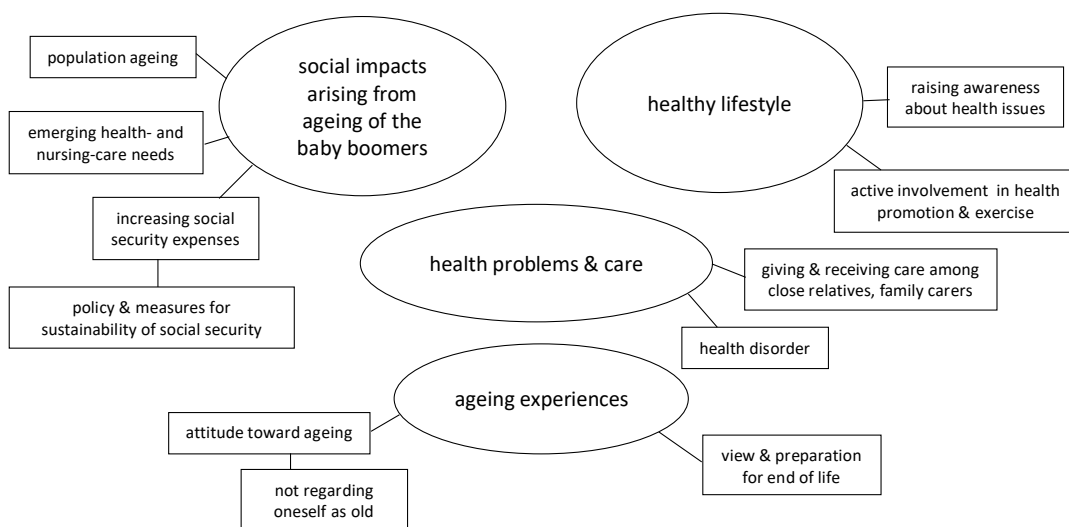 population ageing
social impacts
arising from
ageing of the
baby boomers
emerging health- and
nursing-care needs
increasing social
security expenses
policy & measures for
sustainability of social security
healthy lifestyle
raising awareness
about health issues
active involvement in health
promotion & exercise
health problems & care
giving & receiving care among
close relatives, family carers
health disorder
ageing experiences
attitude toward ageing
not regarding
oneself as old
view & preparation
for end of life